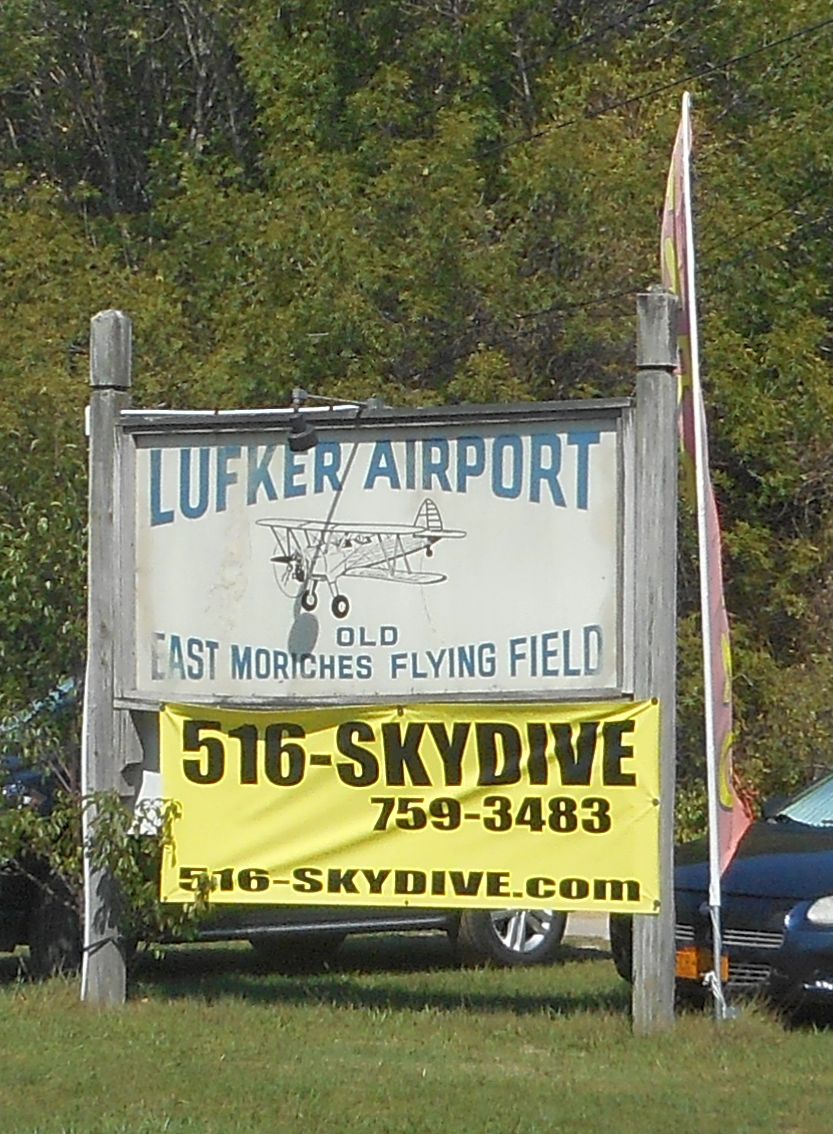 LUFKER AIRPORT
OLD
EAST MORICHES FLYING FIELD
516-SKYDIVE
759-3483
516-SKYDIVE.com